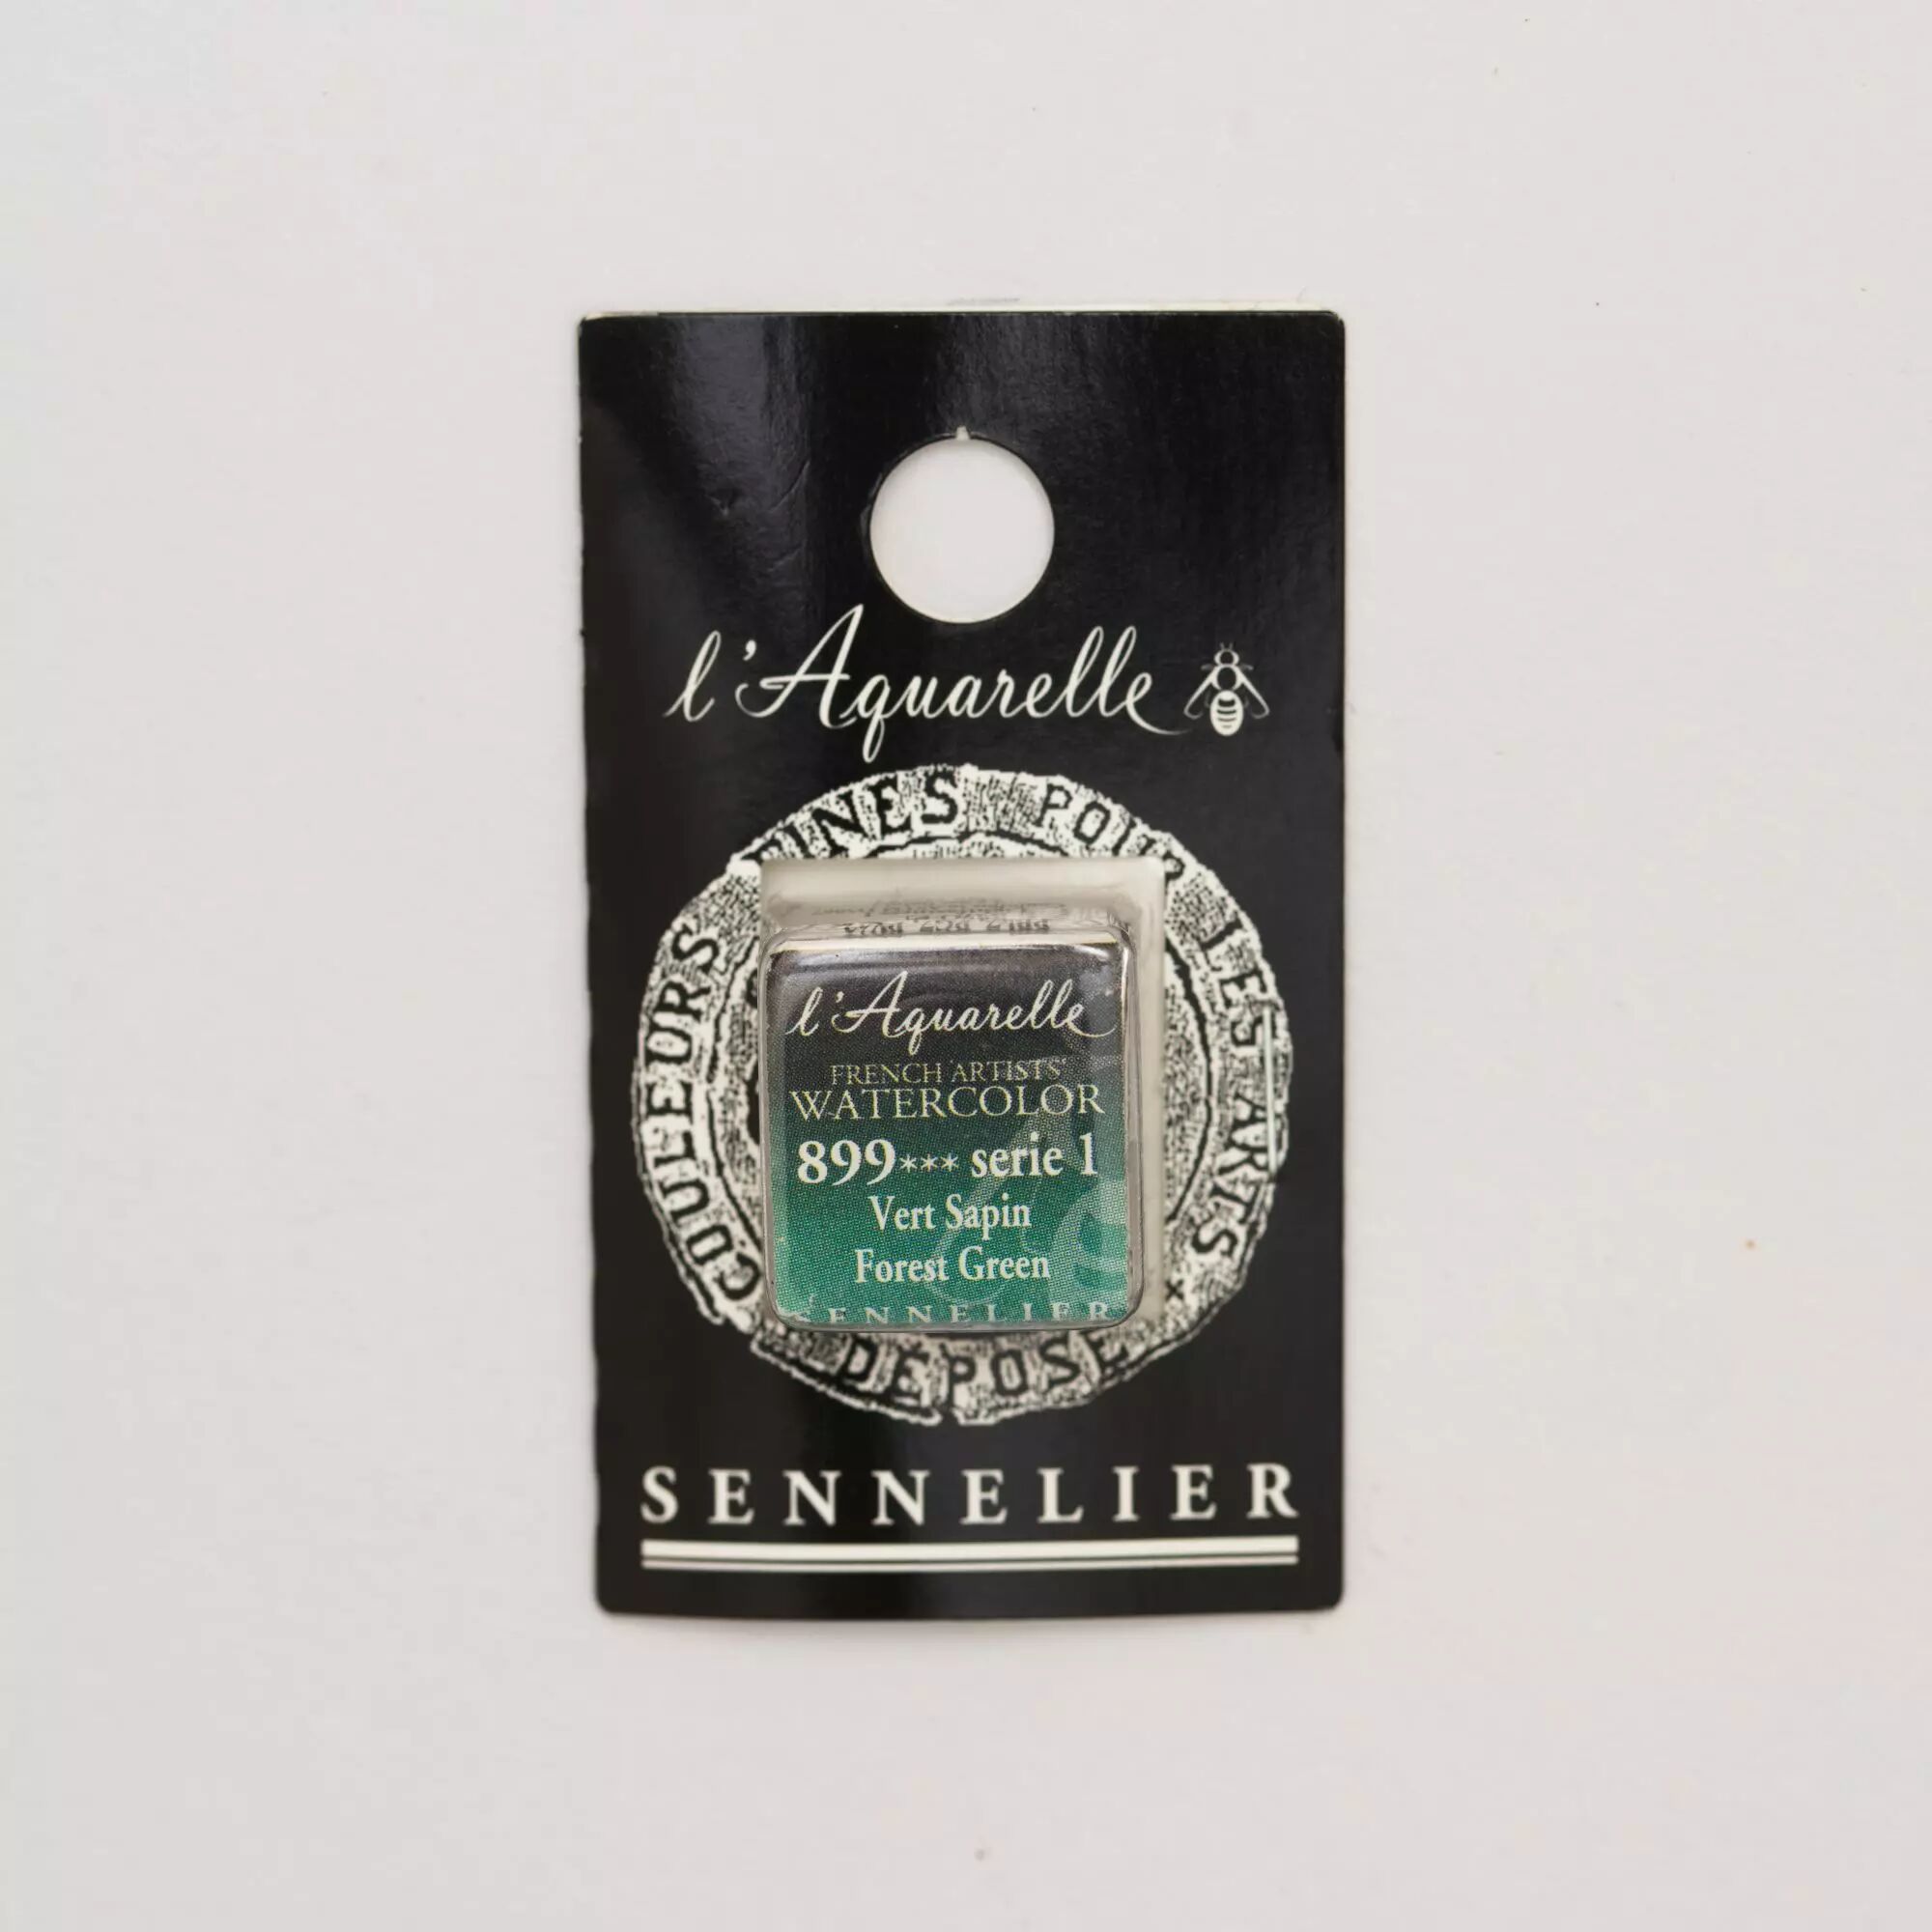 l'Aquarelle
COULEURS FINES POUR LES ARTS
DÉPOSÉ
l'Aquarelle
FRENCH ARTISTS'
WATERCOLOR
899*** serie 1
Vert Sapin
Forest Green
SENNELIER
SENNELIER